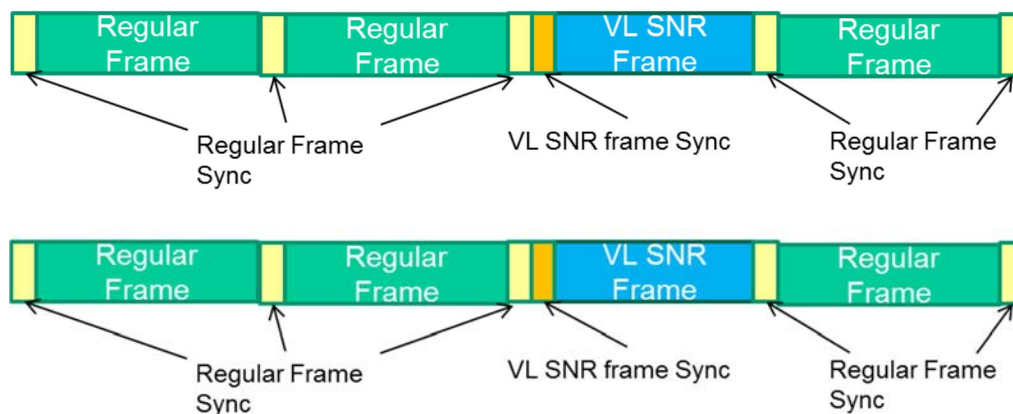 Regular Regular VL SNR Regular
Frame Frame Frame Frame
Regular Frame VL SNR frame Sync Regular Frame
Sync Sync
Regular Regular VL SNR Regular
Frame Frame Frame Frame
Regular Frame VL SNR frame Sync Regular Frame
Sync Sync